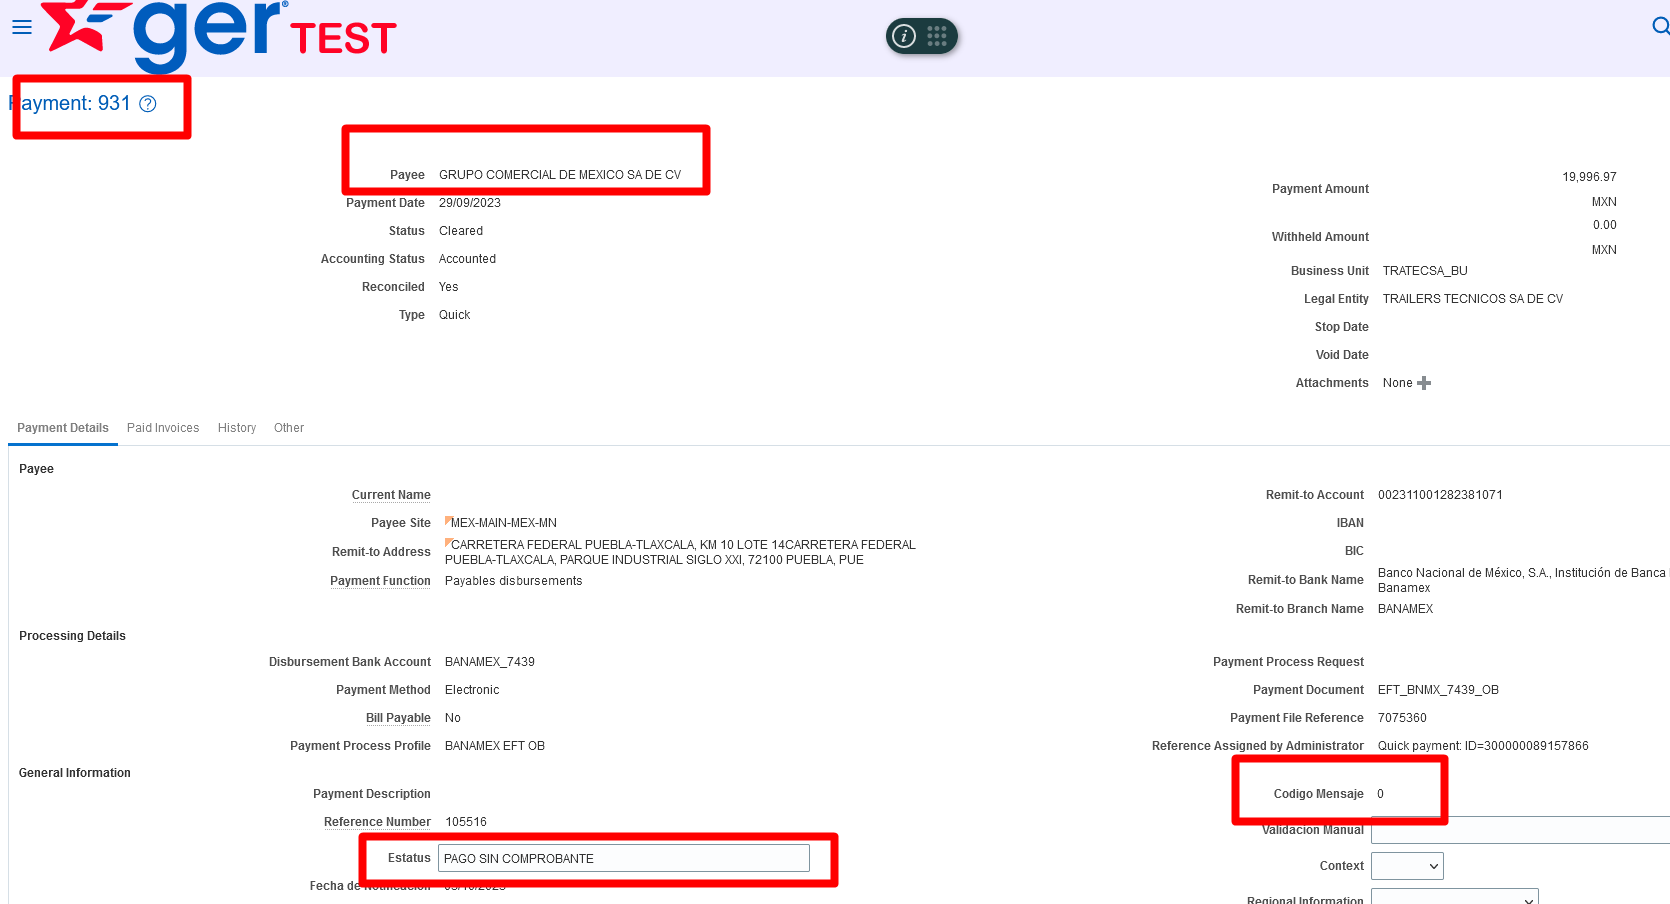 ger® TEST
Payment: 931 ?
Payee GRUPO COMERCIAL DE MEXICO SA DE CV
Payment Date 29/09/2023
Status Cleared
Accounting Status Accounted
Reconciled Yes
Type Quick
Payment Amount 19,996.97
MXN
Withheld Amount 0.00
MXN
Business Unit TRATECSA_BU
Legal Entity TRAILERS TECNICOS SA DE CV
Stop Date
Void Date
Attachments None
Payment Details Paid Invoices History Other
Payee
Current Name
Payee Site MEX-MAIN-MEX-MN
Remit-to Address CARRETERA FEDERAL PUEBLA-TLAXCALA, KM 10 LOTE 14CARRETERA FEDERAL
PUEBLA-TLAXCALA, PARQUE INDUSTRIAL SIGLO XXI, 72100 PUEBLA, PUE
Payment Function Payables disbursements
Remit-to Account 002311001282381071
IBAN
BIC
Remit-to Bank Name Banco Nacional de México, S.A., Institución de Banca
Banamex
Remit-to Branch Name BANAMEX
Processing Details
Disbursement Bank Account BANAMEX_7439
Payment Method Electronic
Bill Payable No
Payment Process Profile BANAMEX EFT OB
Payment Process Request
Payment Document EFT_BNMX_7439_OB
Payment File Reference 7075360
Reference Assigned by Administrator Quick payment: ID=300000089157866
General Information
Payment Description
Reference Number 105516
Estatus PAGO SIN COMPROBANTE
Fecha de Notificacion
Codigo Mensaje 0
Validacion Manual
Context
Regional Information